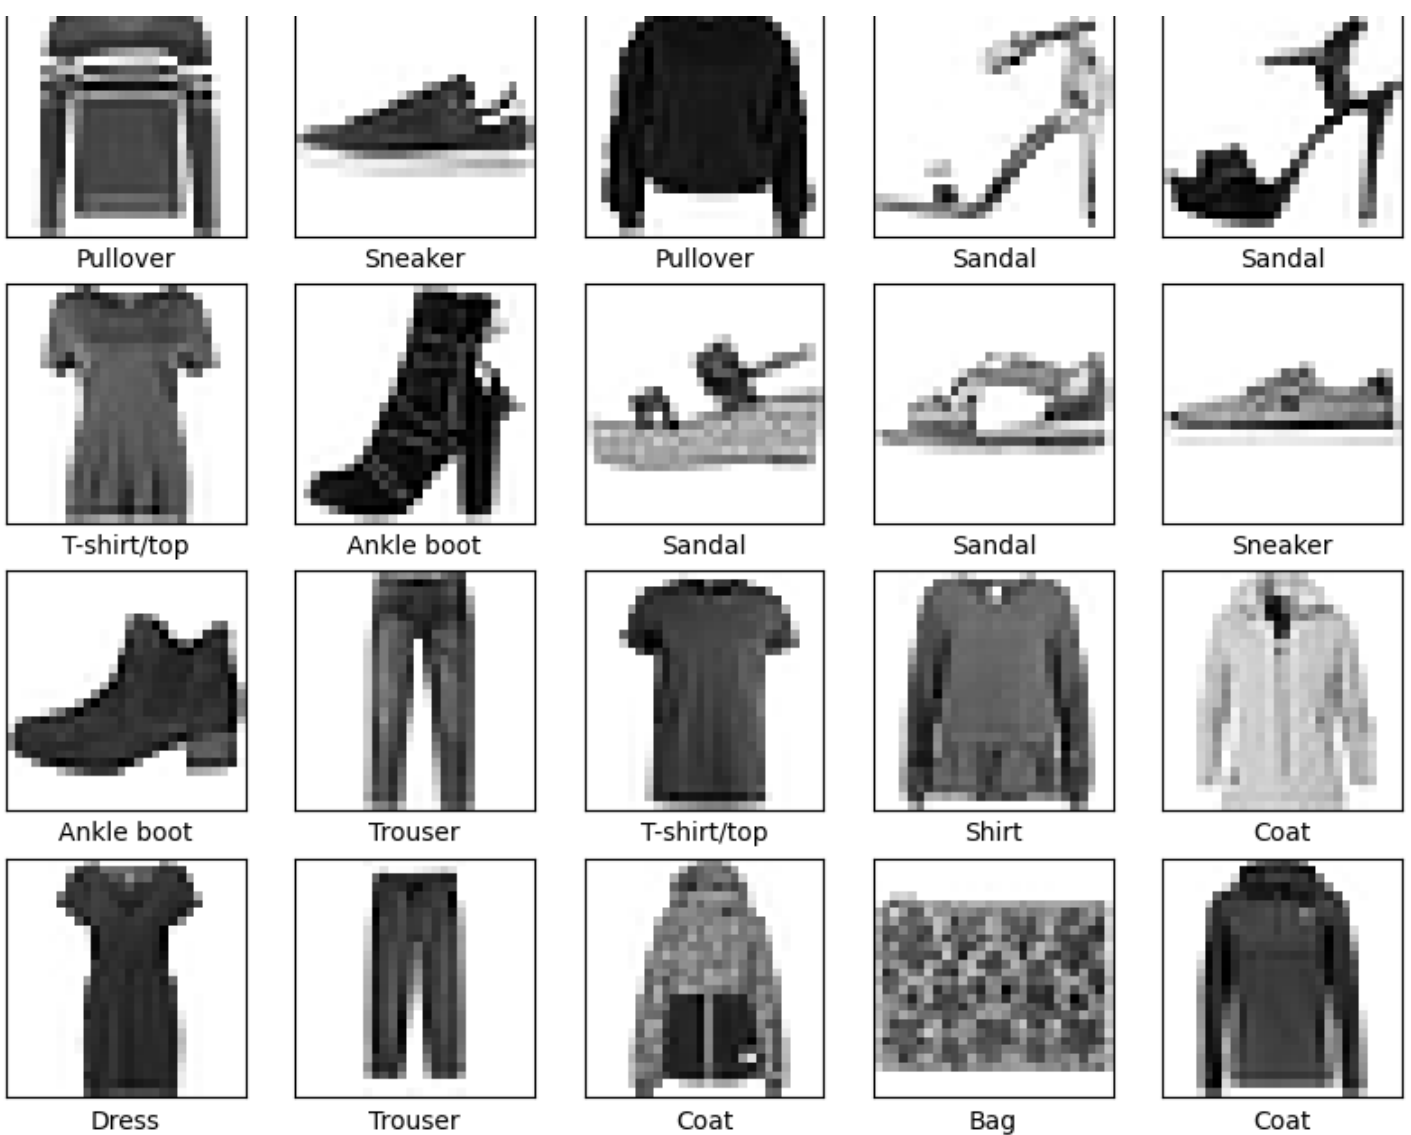 Pullover Sneaker Pullover Sandal Sandal
T-shirt/top Ankle boot Sandal Sandal Sneaker
Ankle boot Trouser T-shirt/top Shirt Coat
Dress Trouser Coat Bag Coat